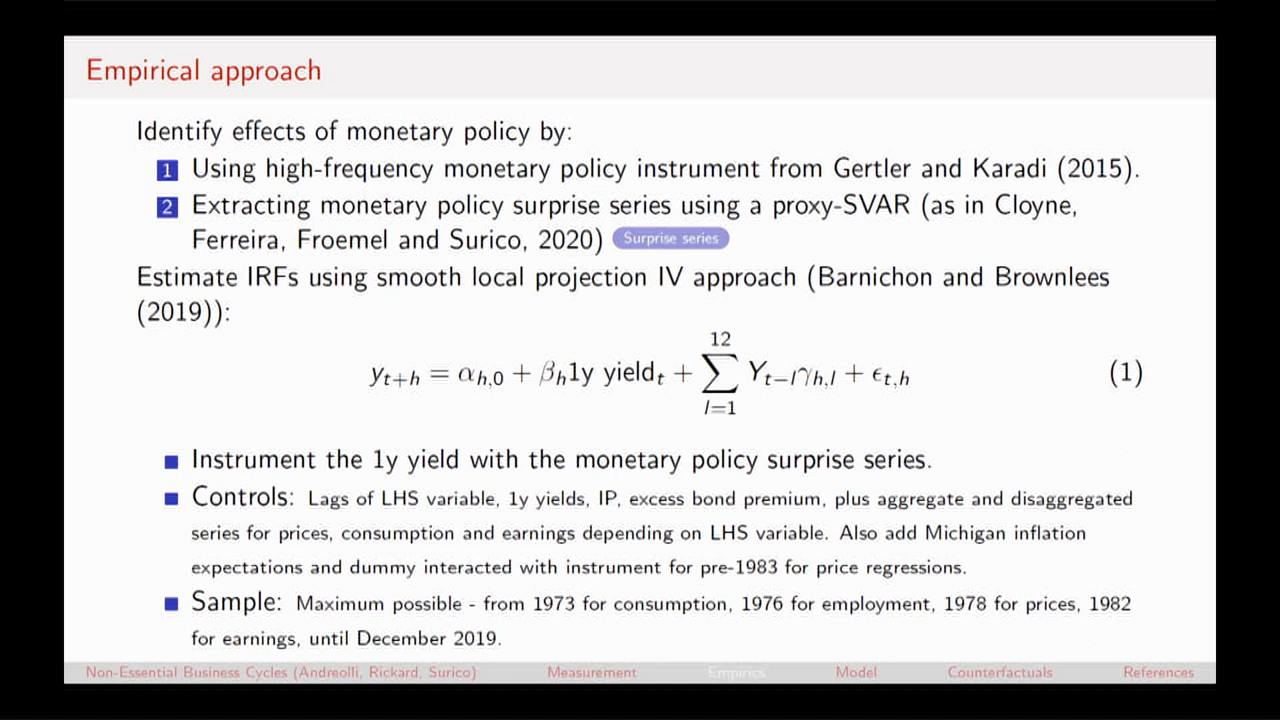 Empirical approach
Identify effects of monetary policy by:
1 Using high-frequency monetary policy instrument from Gertler and Karadi (2015).
2 Extracting monetary policy surprise series using a proxy-SVAR (as in Cloyne,
Ferreira, Froemel and Surico, 2020) Surprise series
Estimate IRFs using smooth local projection IV approach (Barnichon and Brownlees
(2019)):
y_{t+h} = α_{h,0} + β_h 1y yield_t + ∑_{l=1}^{12} Y_{t−l}γ_{h,l} + ϵ_{t,h} (1)
Instrument the 1y yield with the monetary policy surprise series.
Controls: Lags of LHS variable, 1y yields, IP, excess bond premium, plus aggregate and disaggregated
series for prices, consumption and earnings depending on LHS variable. Also add Michigan inflation
expectations and dummy interacted with instrument for pre-1983 for price regressions.
Sample: Maximum possible - from 1973 for consumption, 1976 for employment, 1978 for prices, 1982
for earnings, until December 2019.
Non-Essential Business Cycles (Andreolli, Rickard, Surico) Measurement Empirics Model Counterfactuals References